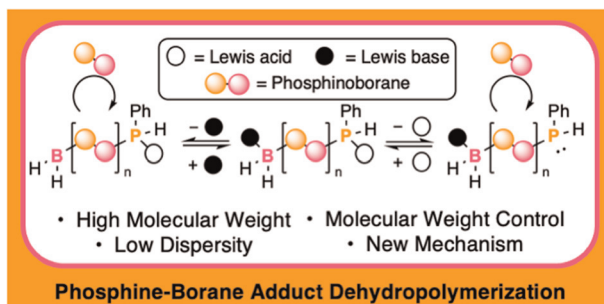 ○ = Lewis acid ● = Lewis base
= Phosphinoborane
Ph Ph Ph
P H − ● P H − ○ P H
H B n + ● H B n + ○ H B n
H H H
• High Molecular Weight • Molecular Weight Control
• Low Dispersity • New Mechanism
Phosphine-Borane Adduct Dehydropolymerization